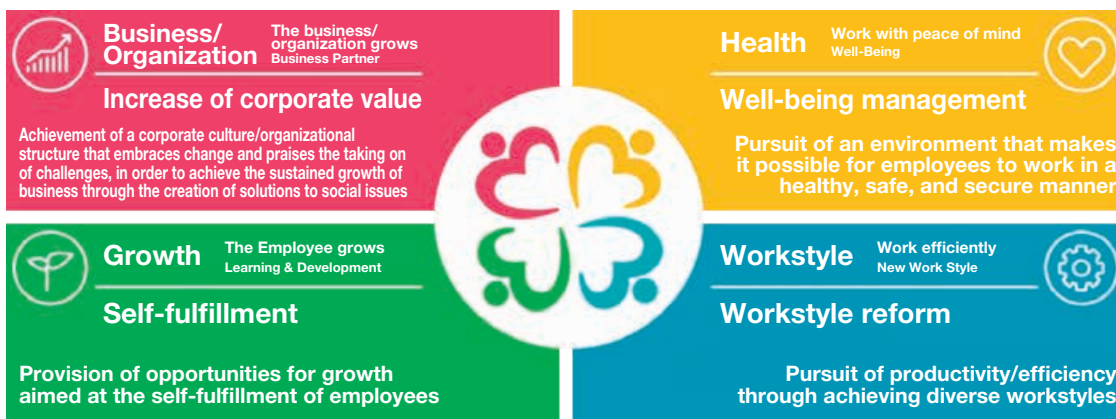 Business/
Organization
The business/
organization grows
Business Partner
Increase of corporate value
Achievement of a corporate culture/organizational
structure that embraces change and praises the taking on
of challenges, in order to achieve the sustained growth of
business through the creation of solutions to social issues
Health
Work with peace of mind
Well-Being
Well-being management
Pursuit of an environment that makes
it possible for employees to work in a
healthy, safe, and secure manner
Growth
The Employee grows
Learning & Development
Self-fulfillment
Provision of opportunities for growth
aimed at the self-fulfillment of employees
Workstyle
Work efficiently
New Work Style
Workstyle reform
Pursuit of productivity/efficiency
through achieving diverse workstyles